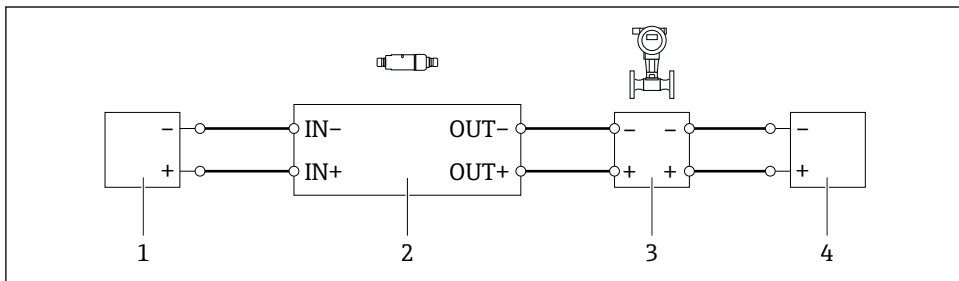 − IN− OUT− − − −
+ IN+ OUT+ + + +
1 2 3 4